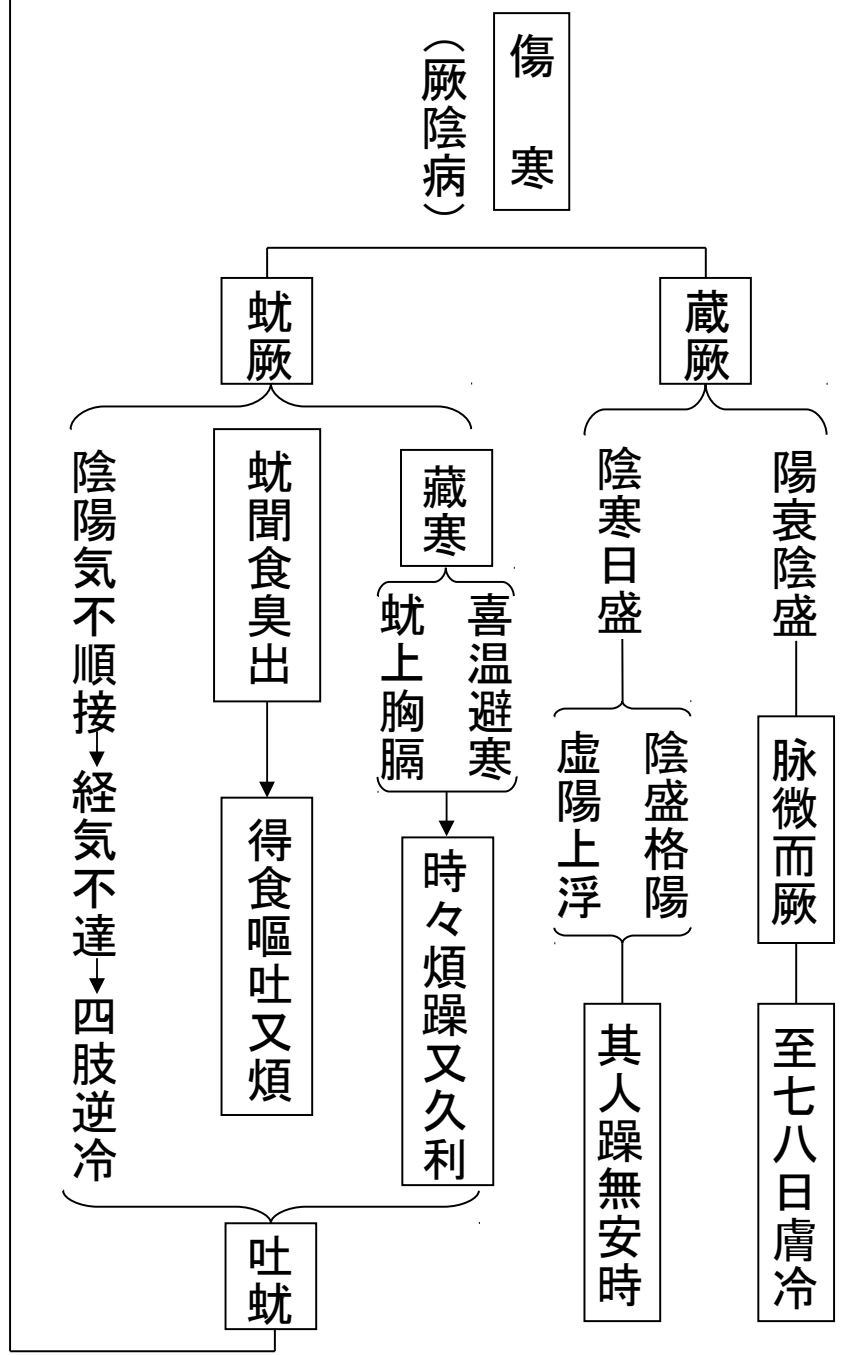 傷寒
(厥陰病)
蔵厥
陽衰陰盛
脉微而厥
至七八日膚冷
陰寒日盛
陰盛格陽
虚陽上浮
其人躁無安時
蚘厥
藏寒
喜温避寒
蚘上胸膈
時々煩躁又久利
蚘聞食臭出
得食嘔吐又煩
陰陽気不順接
経気不達
四肢逆冷
吐蚘